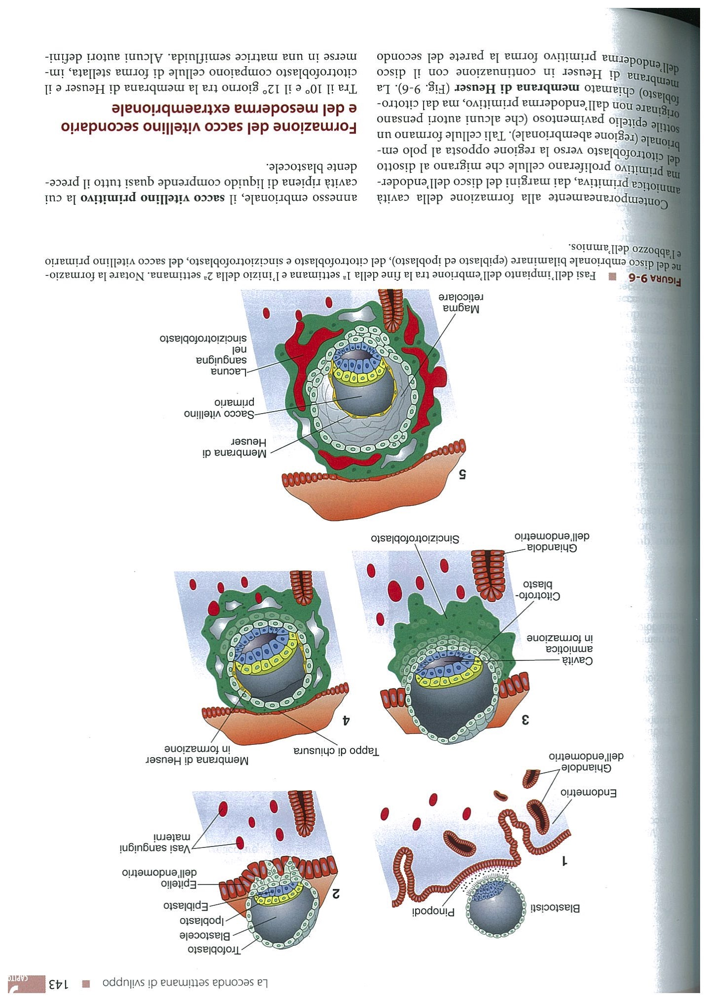 La seconda settimana di sviluppo ■ 143
CAPITO
Blastocisti
Pinopodi
1
Endometrio
Ghiandole
dell'endometrio
Trofoblasto
Blastocele
Ipoblasto
Epiblasto
Epitelio
dell'endometrio
Vasi sanguigni
materni
2
3
Cavità
amniotica
in formazione
Citotrofo-
blasto
Ghiandola
dell'endometrio
Sinciziotrofoblasto
Tappo di chiusura
Membrana di Heuser
in formazione
4
5
Membrana di
Heuser
Sacco vitellino
primario
Lacuna
sanguigna
nel
sinciziotrofoblasto
Magma
reticolare
FIGURA 9-6 ■ Fasi dell'impianto dell'embrione tra la fine della 1ª settimana e l'inizio della 2ª settimana. Notare la formazio-
ne del disco embrionale bilaminare (epiblasto ed ipoblasto), del citotrofoblasto e sinciziotrofoblasto, del sacco vitellino primario
e l'abbozzo dell'amnios.
Contemporaneamente alla formazione della cavità
amniotica primitiva, dai margini del disco dell'endoder-
ma primitivo proliferano cellule che migrano al disotto
del citotrofoblasto verso la regione opposta al polo em-
brionale (regione abembrionale). Tali cellule formano un
sottile epitelio pavimentoso (che alcuni autori pensano
originare non dall'endoderma primitivo, ma dal citotro-
foblasto) chiamato membrana di Heuser (Fig. 9-6). La
membrana di Heuser in continuazione con il disco
dell'endoderma primitivo forma la parete del secondo
annesso embrionale, il sacco vitellino primitivo la cui
cavità ripiena di liquido comprende quasi tutto il prece-
dente blastocele.
Formazione del sacco vitellino secondario
e del mesoderma extraembrionale
Tra il 10° e il 12° giorno tra la membrana di Heuser e il
citotrofoblasto compaiono cellule di forma stellata, im-
merse in una matrice semifluida. Alcuni autori defini-